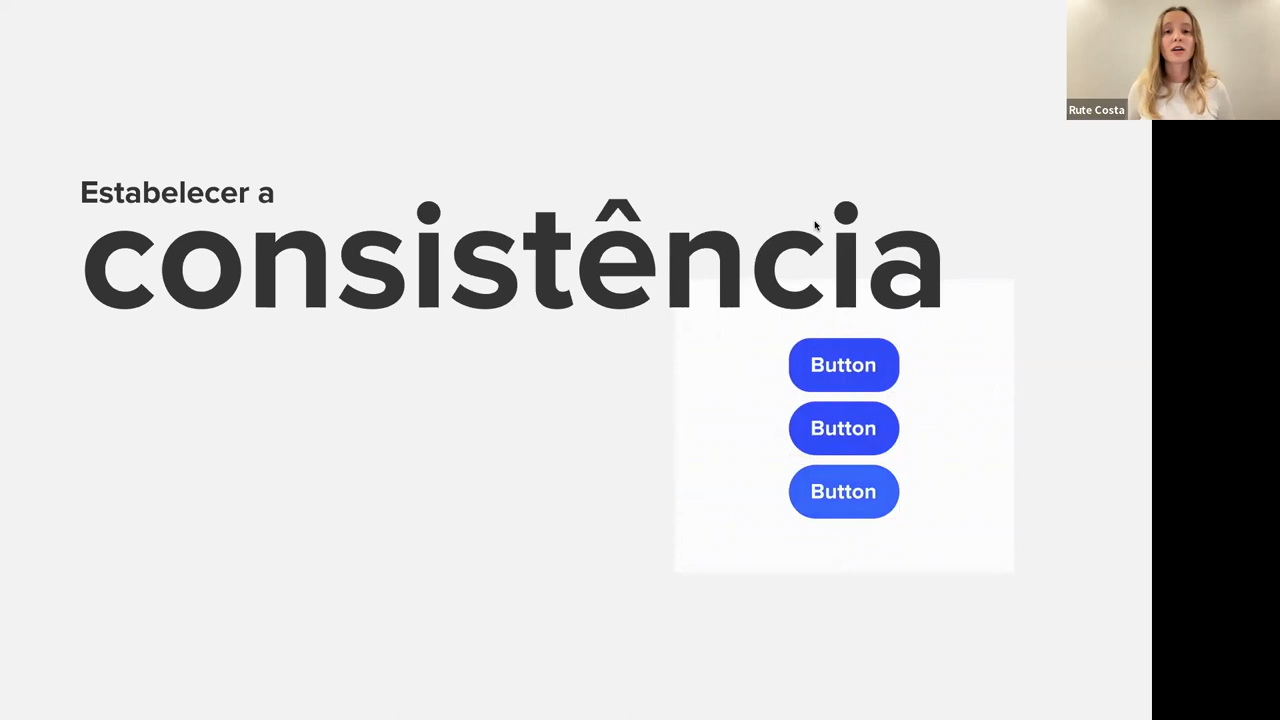 Rute Costa
Estabelecer a
consistência
Button
Button
Button